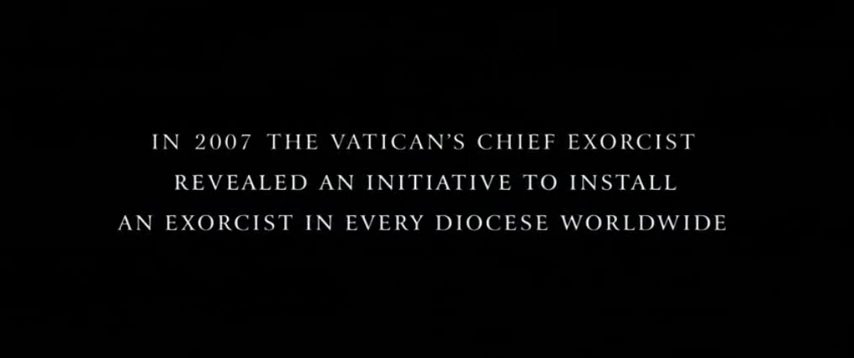 IN 2007 THE VATICAN'S CHIEF EXORCIST
REVEALED AN INITIATIVE TO INSTALL
AN EXORCIST IN EVERY DIOCESE WORLDWIDE